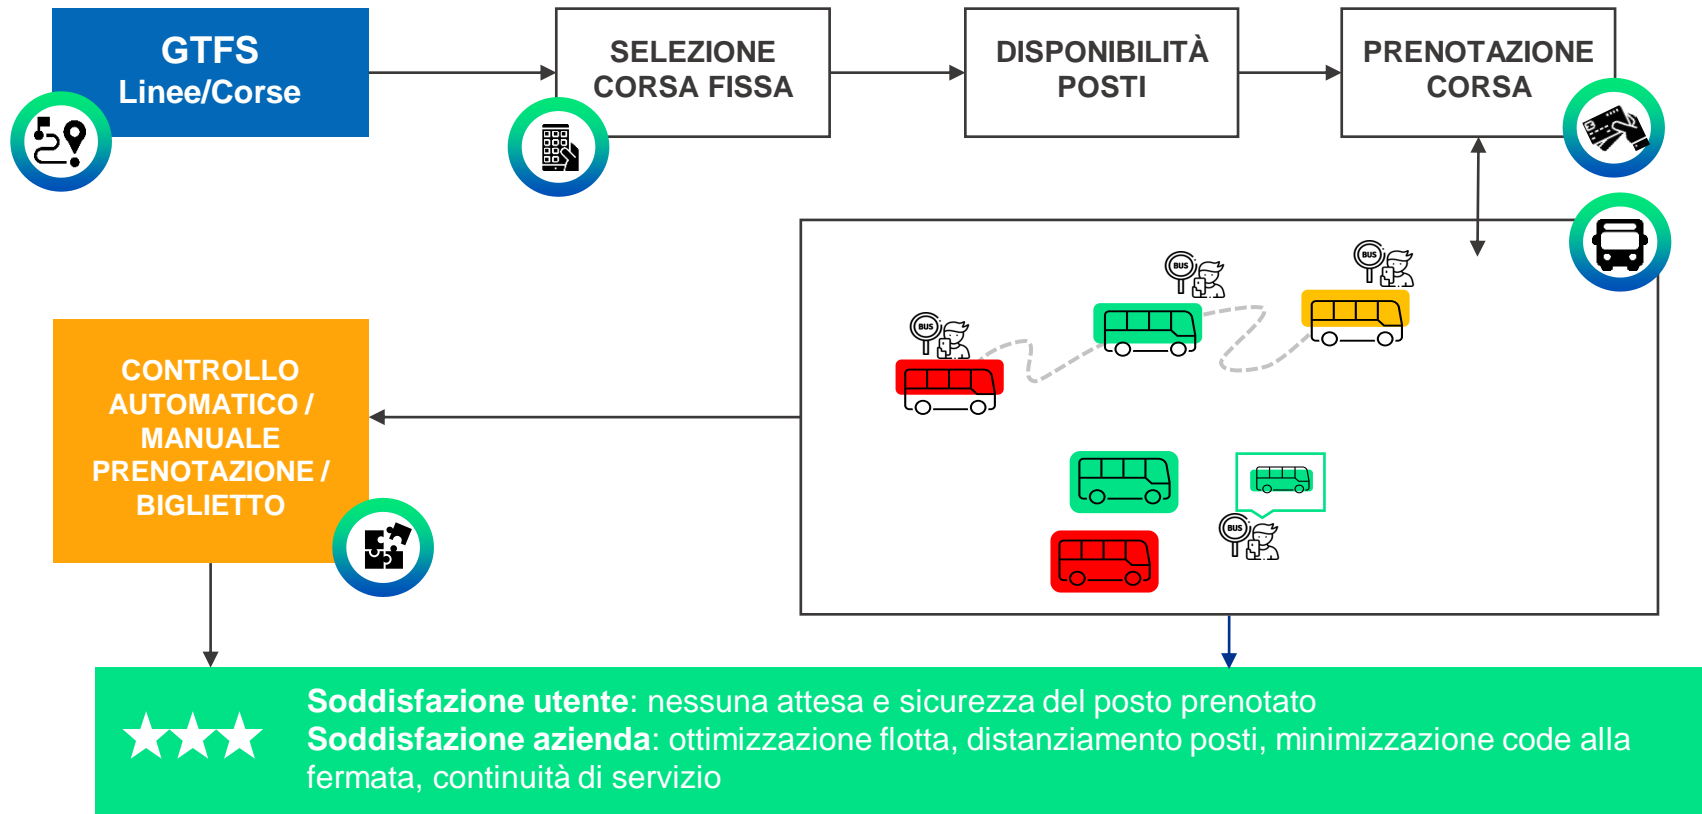 GTFS
Linee/Corse
SELEZIONE
CORSA FISSA
DISPONIBILITÀ
POSTI
PRENOTAZIONE
CORSA
BUS
BUS
BUS
BUS
CONTROLLO
AUTOMATICO /
MANUALE
PRENOTAZIONE /
BIGLIETTO
Soddisfazione utente: nessuna attesa e sicurezza del posto prenotato
Soddisfazione azienda: ottimizzazione flotta, distanziamento posti, minimizzazione code alla
fermata, continuità di servizio